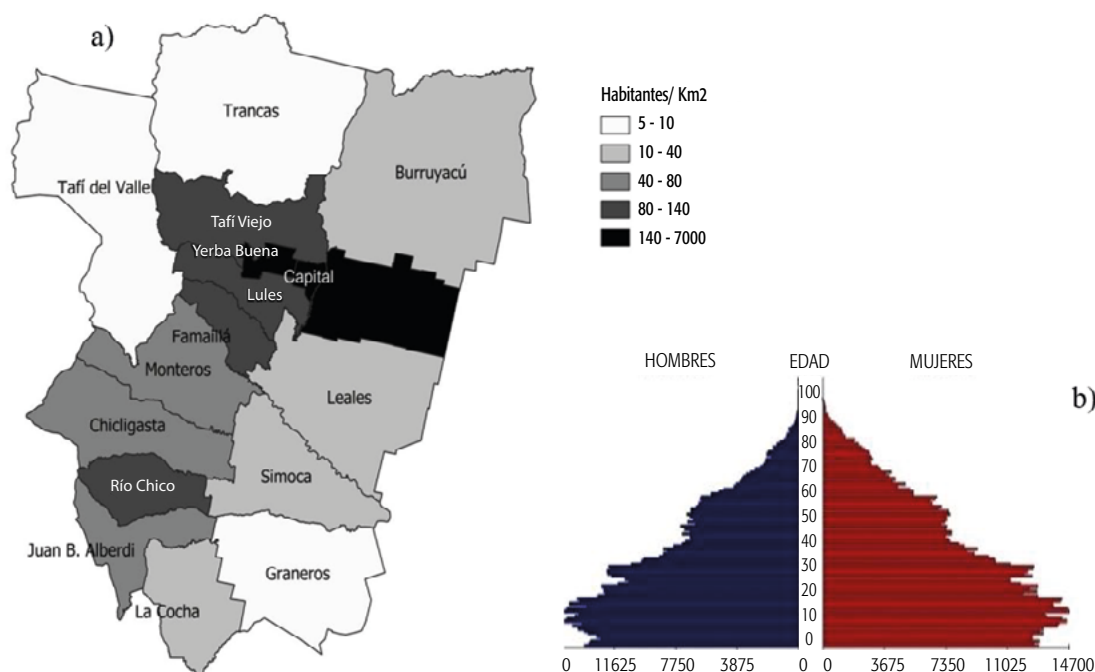 a)
Trancas
Burruyacú
Tafí del Valle
Tafí Viejo
Yerba Buena
Capital
Lules
Famaillá
Monteros
Leales
Chicligasta
Simoca
Río Chico
Juan B. Alberdi
Graneros
La Cocha
Habitantes/ Km2
5 - 10
10 - 40
40 - 80
80 - 140
140 - 7000
b)
HOMBRES EDAD MUJERES
100
90
80
70
60
50
40
30
20
10
0
0 11625 7750 3875 0 0 3675 7350 11025 14700